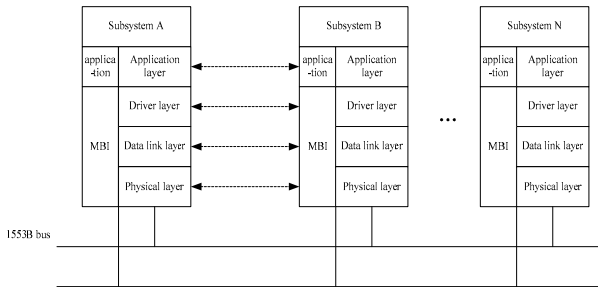 Subsystem A
Subsystem B
Subsystem N
applica
-tion
Application
layer
applica
-tion
Application
layer
applica
-tion
Application
layer
MBI
Driver layer
Data link layer
Physical layer
MBI
Driver layer
Data link layer
Physical layer
...
MBI
Driver layer
Data link layer
Physical layer
1553B bus